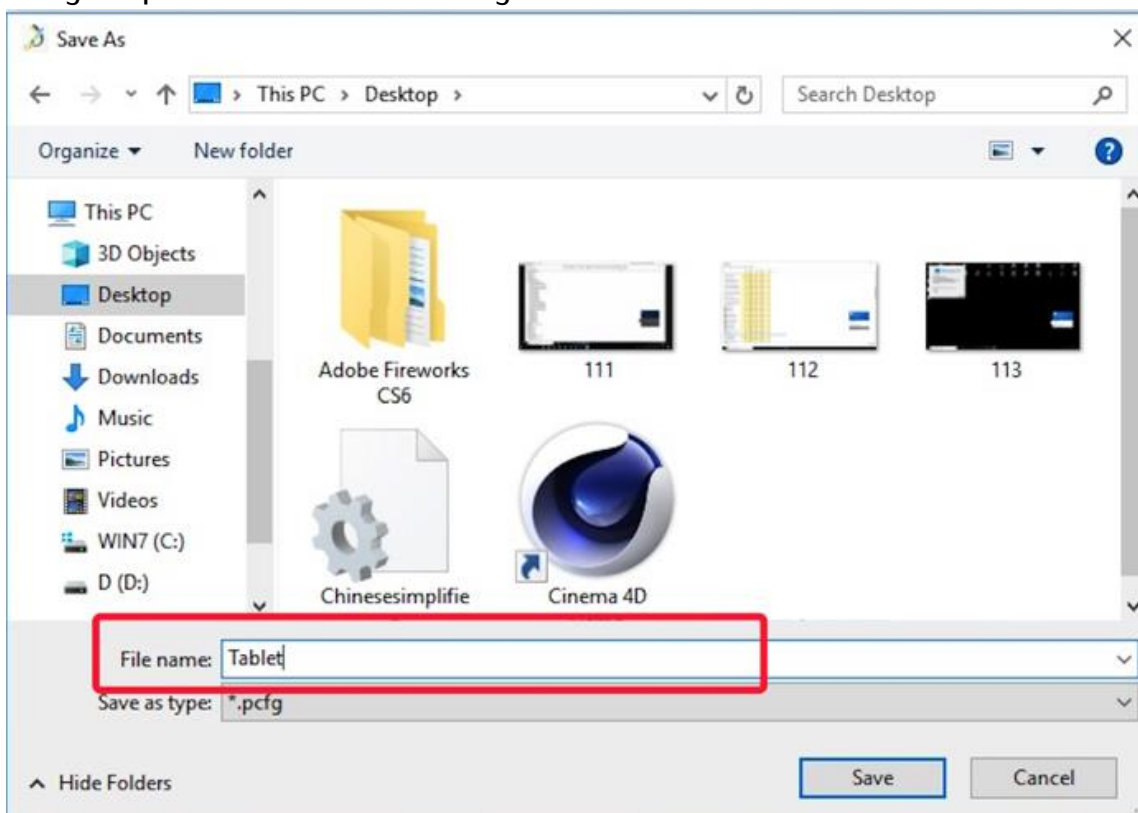 Save As
This PC > Desktop >
Search Desktop
Organize
New folder
This PC
3D Objects
Desktop
Documents
Downloads
Music
Pictures
Videos
WIN7 (C:)
D (D:)
Adobe Fireworks
CS6
111
112
113
Chinesesimplifie
Cinema 4D
File name: Tablet
Save as type: *.pcfg
Hide Folders
Save
Cancel